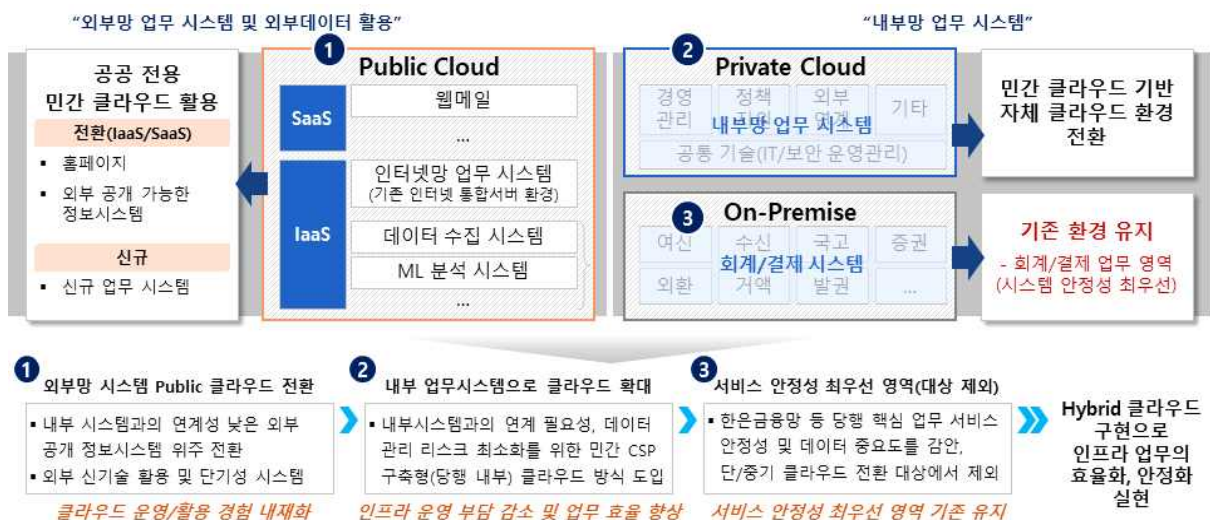 “외부망 업무 시스템 및 외부데이터 활용”
“내부망 업무 시스템”
공공 전용
민간 클라우드 활용
전환(IaaS/SaaS)
▪ 홈페이지
▪ 외부 공개 가능한
정보시스템
신규
▪ 신규 업무 시스템
1
Public Cloud
SaaS
웹메일
...
IaaS
인터넷망 업무 시스템
(기존 인터넷 통합서버 환경)
데이터 수집 시스템
ML 분석 시스템
...
2
Private Cloud
경영
관리
정책
외부
기타
내부망 업무 시스템
공통 기술(IT/보안 운영관리)
민간 클라우드 기반
자체 클라우드 환경
전환
3
On-Premise
여신
수신
국고
증권
회계/결제 시스템
외환
거액
발권
...
기존 환경 유지
- 회계/결제 업무 영역
(시스템 안정성 최우선)
1 외부망 시스템 Public 클라우드 전환
▪ 내부 시스템과의 연계성 낮은 외부
공개 정보시스템 위주 전환
▪ 외부 신기술 활용 및 단기성 시스템
클라우드 운영/활용 경험 내재화
2 내부 업무시스템으로 클라우드 확대
▪ 내부시스템과의 연계 필요성, 데이터
관리 리스크 최소화를 위한 민간 CSP
구축형(당행 내부) 클라우드 방식 도입
인프라 운영 부담 감소 및 업무 효율 향상
3 서비스 안정성 최우선 영역(대상 제외)
▪ 한은금융망 등 당행 핵심 업무 서비스
안정성 및 데이터 중요도를 감안,
단/중기 클라우드 전환 대상에서 제외
서비스 안정성 최우선 영역 기존 유지
Hybrid 클라우드
구현으로
인프라 업무의
효율화, 안정화
실현